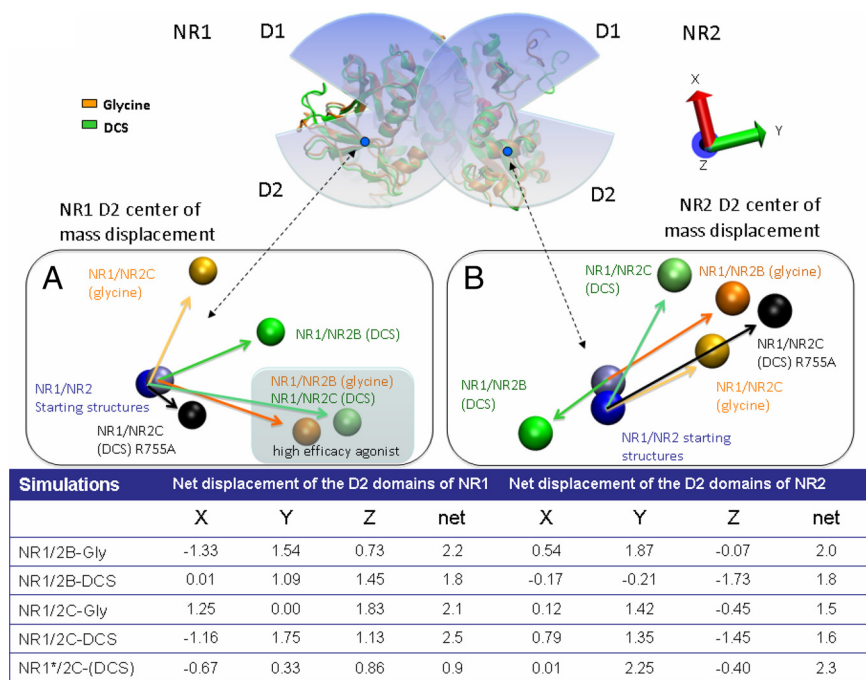 NR1 D1 D1 NR2
Glycine
DCS
X
Y
Z
D2 D2
NR1 D2 center of
mass displacement
NR2 D2 center of
mass displacement
A
NR1/NR2C
(glycine)
NR1/NR2B (DCS)
NR1/NR2
Starting structures
NR1/NR2B (glycine)
NR1/NR2C (DCS)
NR1/NR2C
(DCS) R755A
high efficacy agonist
B
NR1/NR2C
(DCS)
NR1/NR2B (glycine)
NR1/NR2C
(DCS) R755A
NR1/NR2B
(DCS)
NR1/NR2C
(glycine)
NR1/NR2 starting
structures
Simulations Net displacement of the D2 domains of NR1 Net displacement of the D2 domains of NR2
X Y Z net X Y Z net
NR1/2B-Gly -1.33 1.54 0.73 2.2 0.54 1.87 -0.07 2.0
NR1/2B-DCS 0.01 1.09 1.45 1.8 -0.17 -0.21 -1.73 1.8
NR1/2C-Gly 1.25 0.00 1.83 2.1 0.12 1.42 -0.45 1.5
NR1/2C-DCS -1.16 1.75 1.13 2.5 0.79 1.35 -1.45 1.6
NR1*/2C-(DCS) -0.67 0.33 0.86 0.9 0.01 2.25 -0.40 2.3